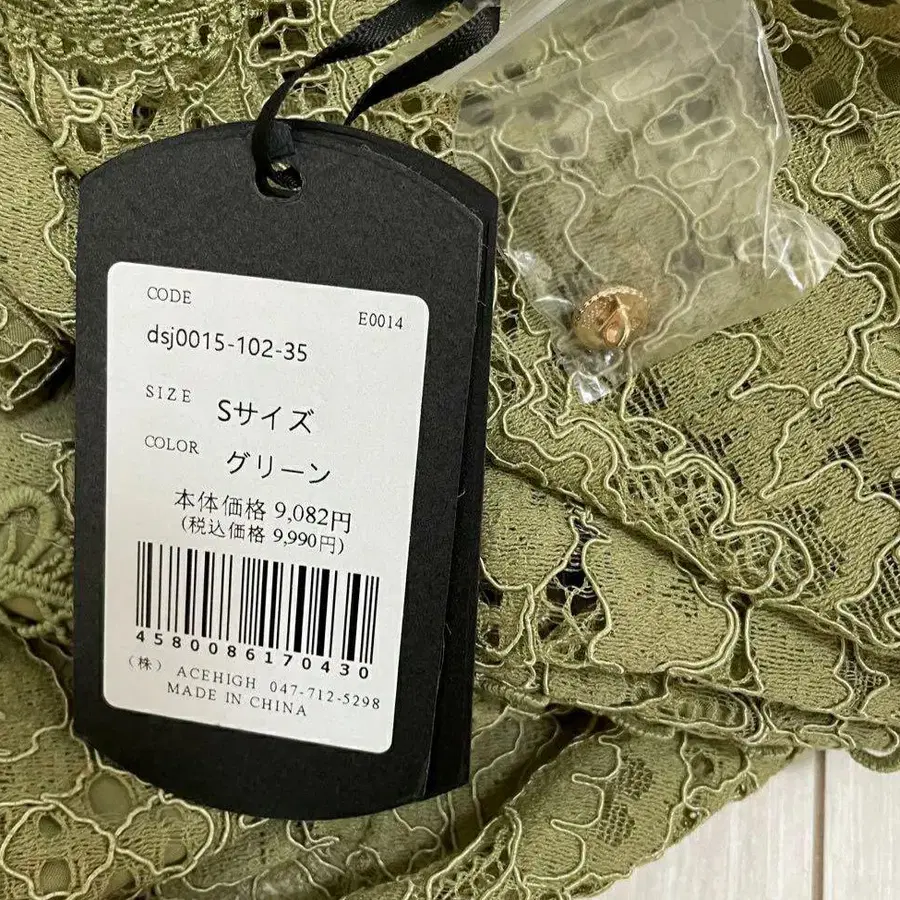 CODE
E0014
dsj0015-102-35
SIZE Sサイズ
COLOR グリーン
本体価格 9,082円
(税込価格 9,990円)
4580086170430
(株) ACEHIGH 047-712-5298
MADE IN CHINA